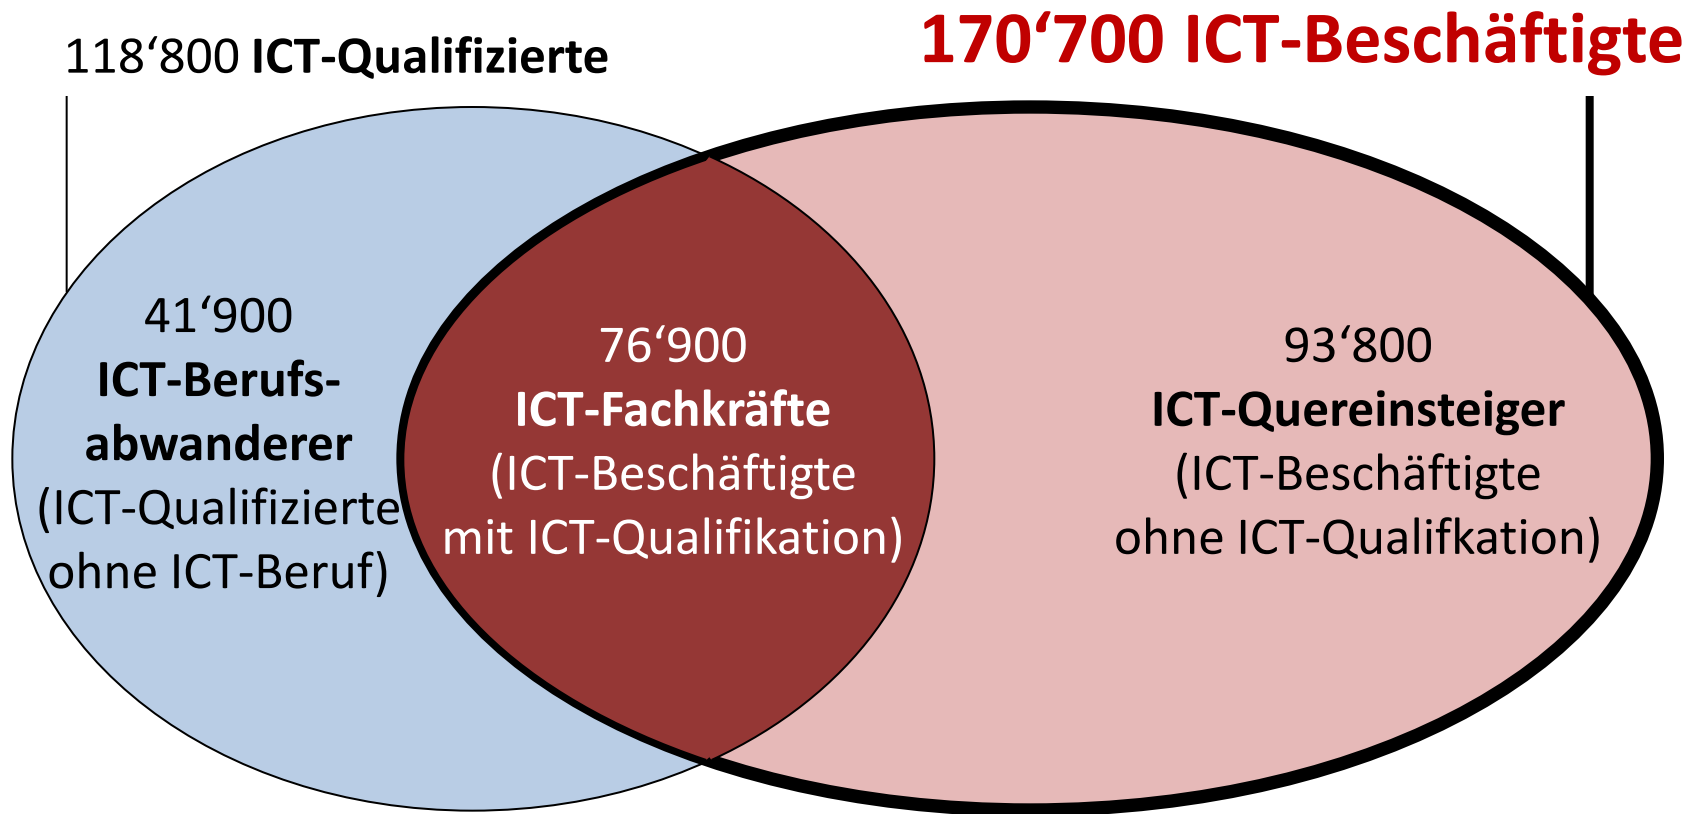 118‘800 ICT-Qualifizierte
170‘700 ICT-Beschäftigte
41‘900
ICT-Berufs-
abwanderer
(ICT-Qualifizierte
ohne ICT-Beruf)
76‘900
ICT-Fachkräfte
(ICT-Beschäftigte
mit ICT-Qualifikation)
93‘800
ICT-Quereinsteiger
(ICT-Beschäftigte
ohne ICT-Qualifkation)